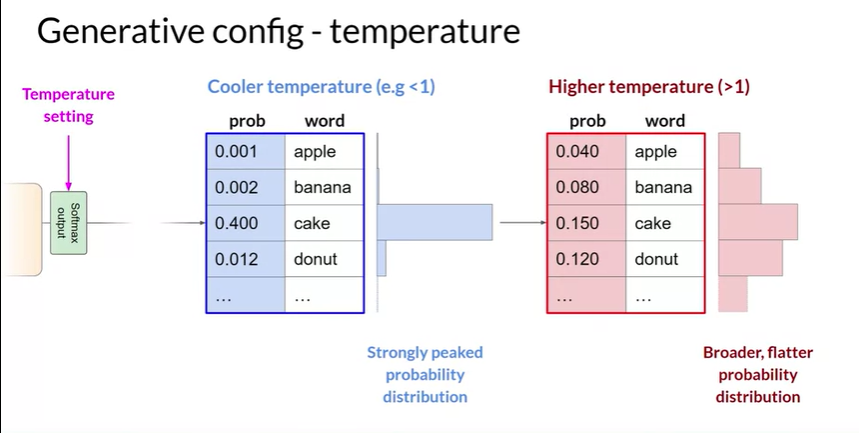 Generative config - temperature
Temperature
setting
Softmax
output
Cooler temperature (e.g <1)
prob word
0.001 apple
0.002 banana
0.400 cake
0.012 donut
... ...
Strongly peaked
probability
distribution
Higher temperature (>1)
prob word
0.040 apple
0.080 banana
0.150 cake
0.120 donut
... ...
Broader, flatter
probability
distribution